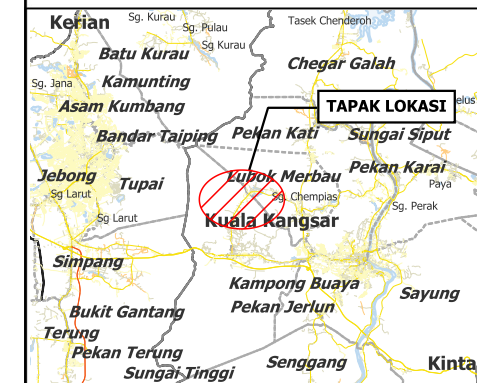 Kerian
Sg. Kurau
Sg. Pulau
Tasek Chenderoh
Batu Kurau
Sg Kurau
Chegar Galah
Sg. Jana
Kamunting
Asam Kumbang
TAPAK LOKASI
elus
Bandar Taiping
Pekan Kati
Sungai Siput
Jebong
Tupai
Lubok Merbau
Pekan Karai
Paya
Sg Larut
Sg. Chempias
Sg. Perak
Sg Larut
Kuala Kangsar
Simpang
Kampong Buaya
Sayung
Bukit Gantang
Pekan Jerlun
Terung
Pekan Terung
Senggang
Kinta
Sungai Tinggi